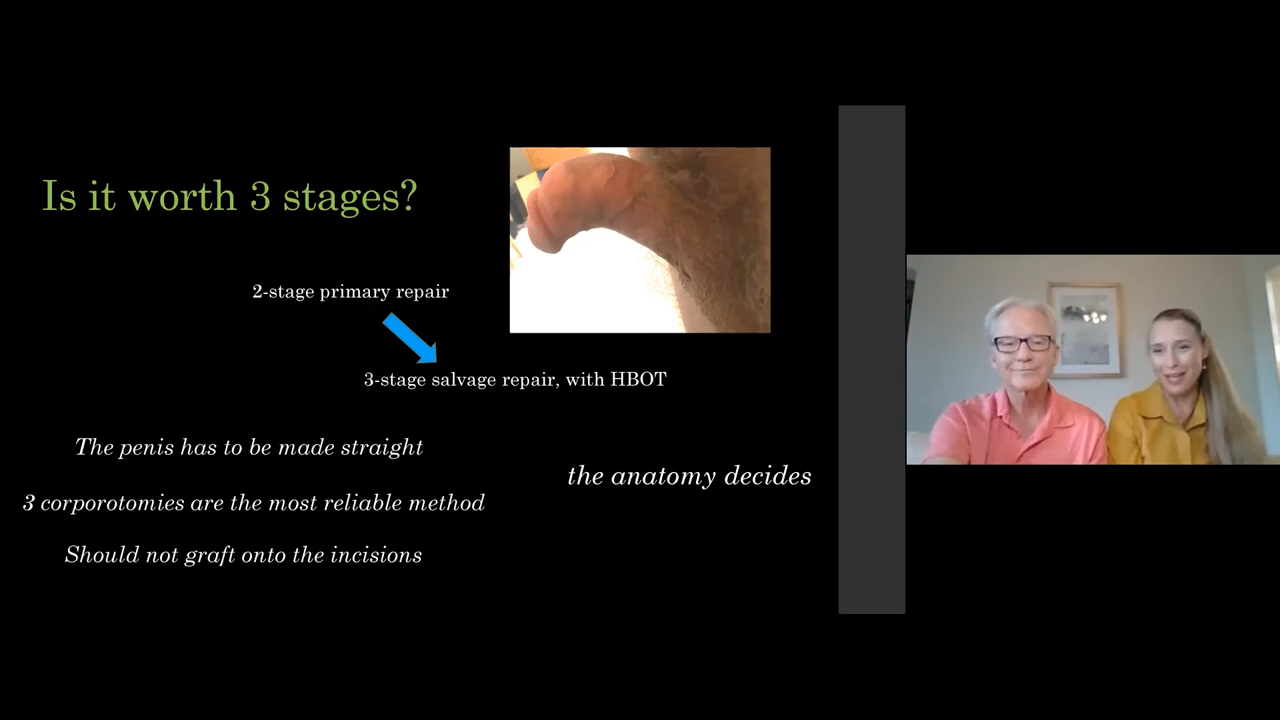 Is it worth 3 stages?
2-stage primary repair
3-stage salvage repair, with HBOT
The penis has to be made straight
the anatomy decides
3 corporotomies are the most reliable method
Should not graft onto the incisions